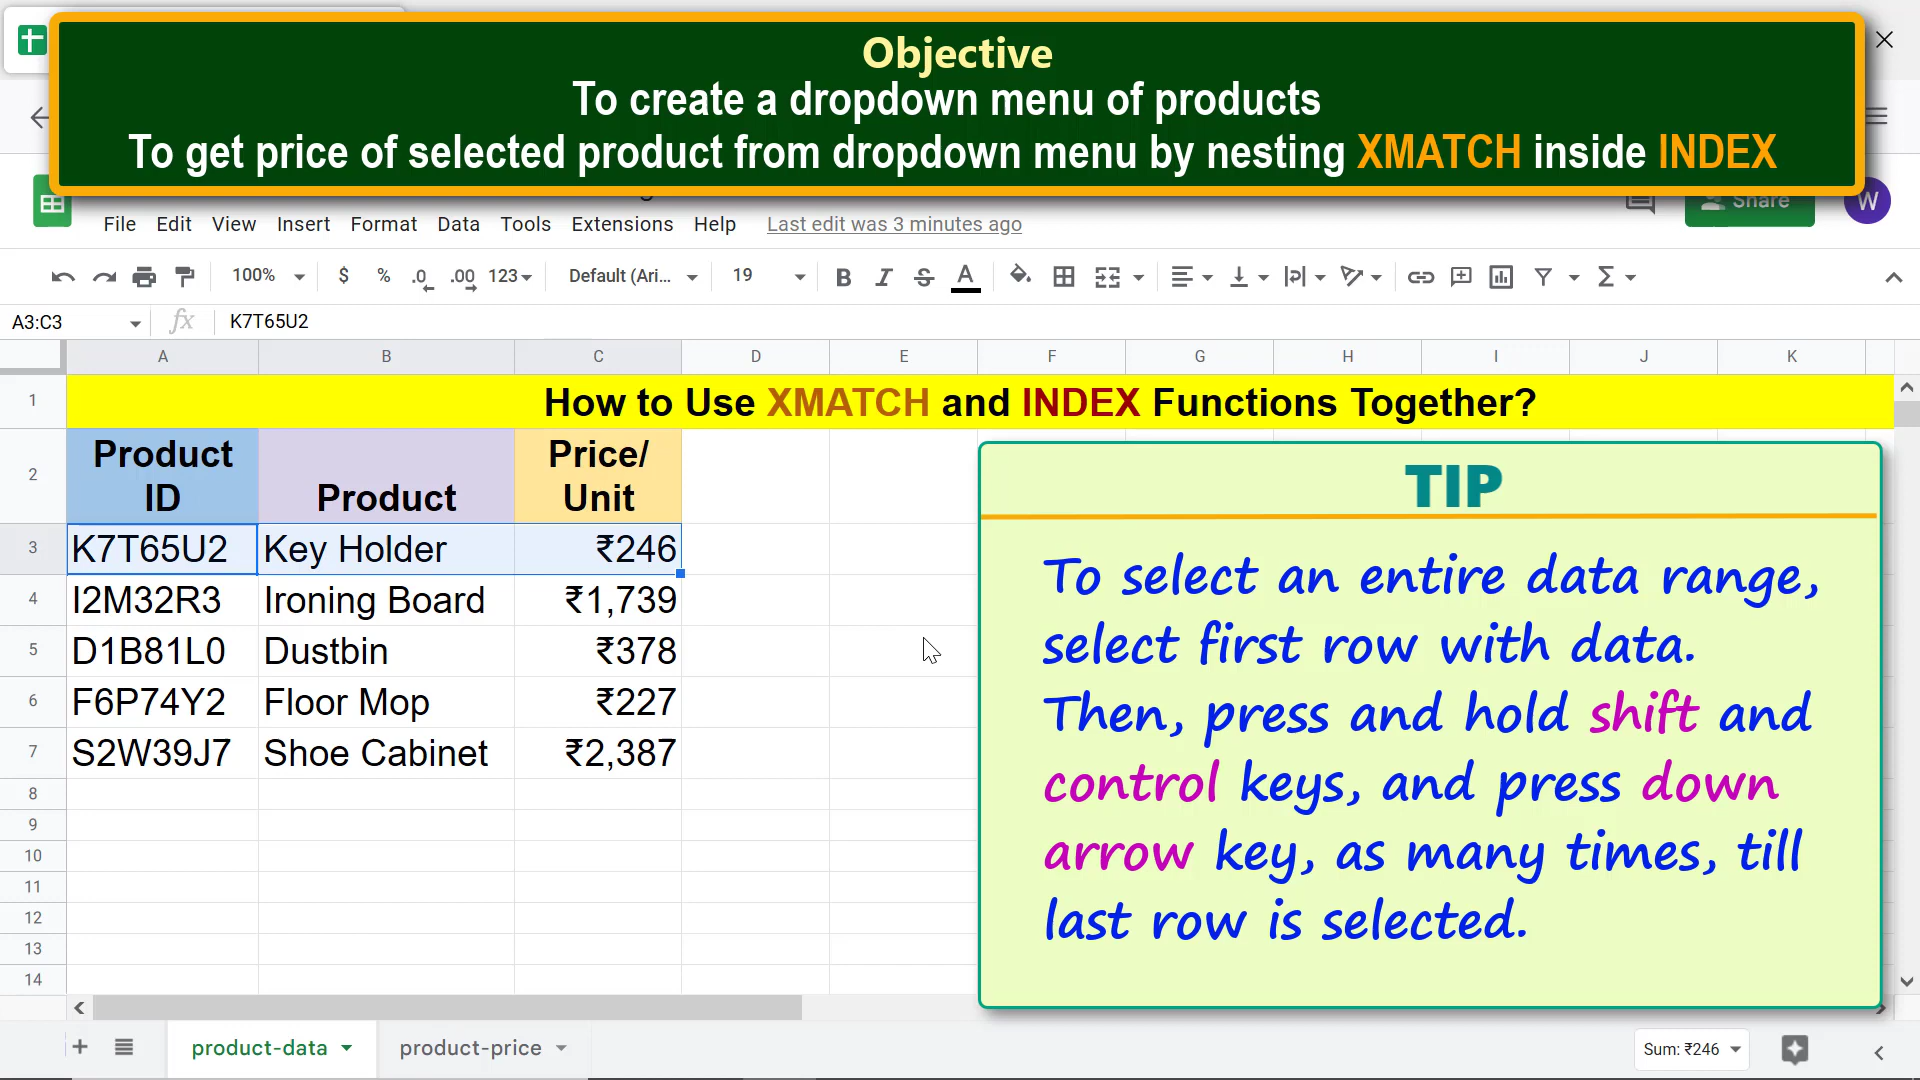 Objective
To create a dropdown menu of products
To get price of selected product from dropdown menu by nesting XMATCH inside INDEX
Share
W
File Edit View Insert Format Data Tools Extensions Help Last edit was 3 minutes ago
100% $ % .0 .00 123 Default (Ari... 19 B I S A
A3:C3 fx K7T65U2
A B C D E F G H I J K
1 How to Use XMATCH and INDEX Functions Together?
2 Product ID Product Price/ Unit
3 K7T65U2 Key Holder ₹246
4 I2M32R3 Ironing Board ₹1,739
5 D1B81L0 Dustbin ₹378
6 F6P74Y2 Floor Mop ₹227
7 S2W39J7 Shoe Cabinet ₹2,387
8
9
10
11
12
13
14
TIP
To select an entire data range,
select first row with data.
Then, press and hold shift and
control keys, and press down
arrow key, as many times, till
last row is selected.
product-data product-price Sum: ₹246